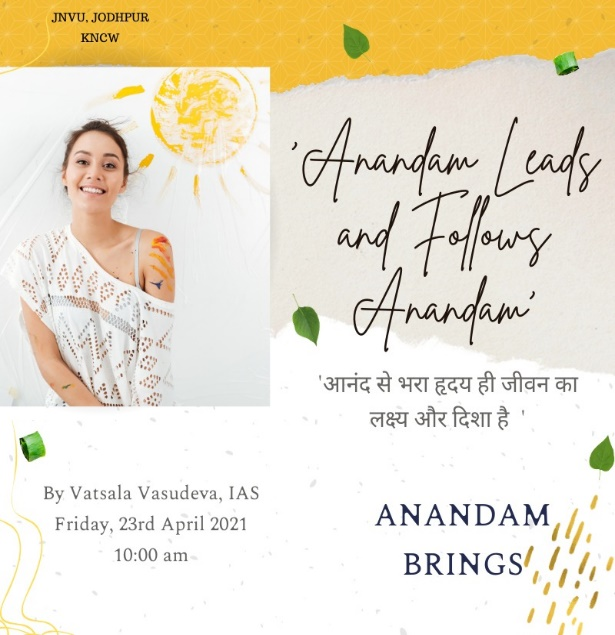 JNVU, JODHPUR
KNCW
'Anandam Leads
and Follows
Anandam'
'आनंद से भरा हृदय ही जीवन का
लक्ष्य और दिशा है '
By Vatsala Vasudeva, IAS
Friday, 23rd April 2021
10:00 am
ANANDAM
BRINGS